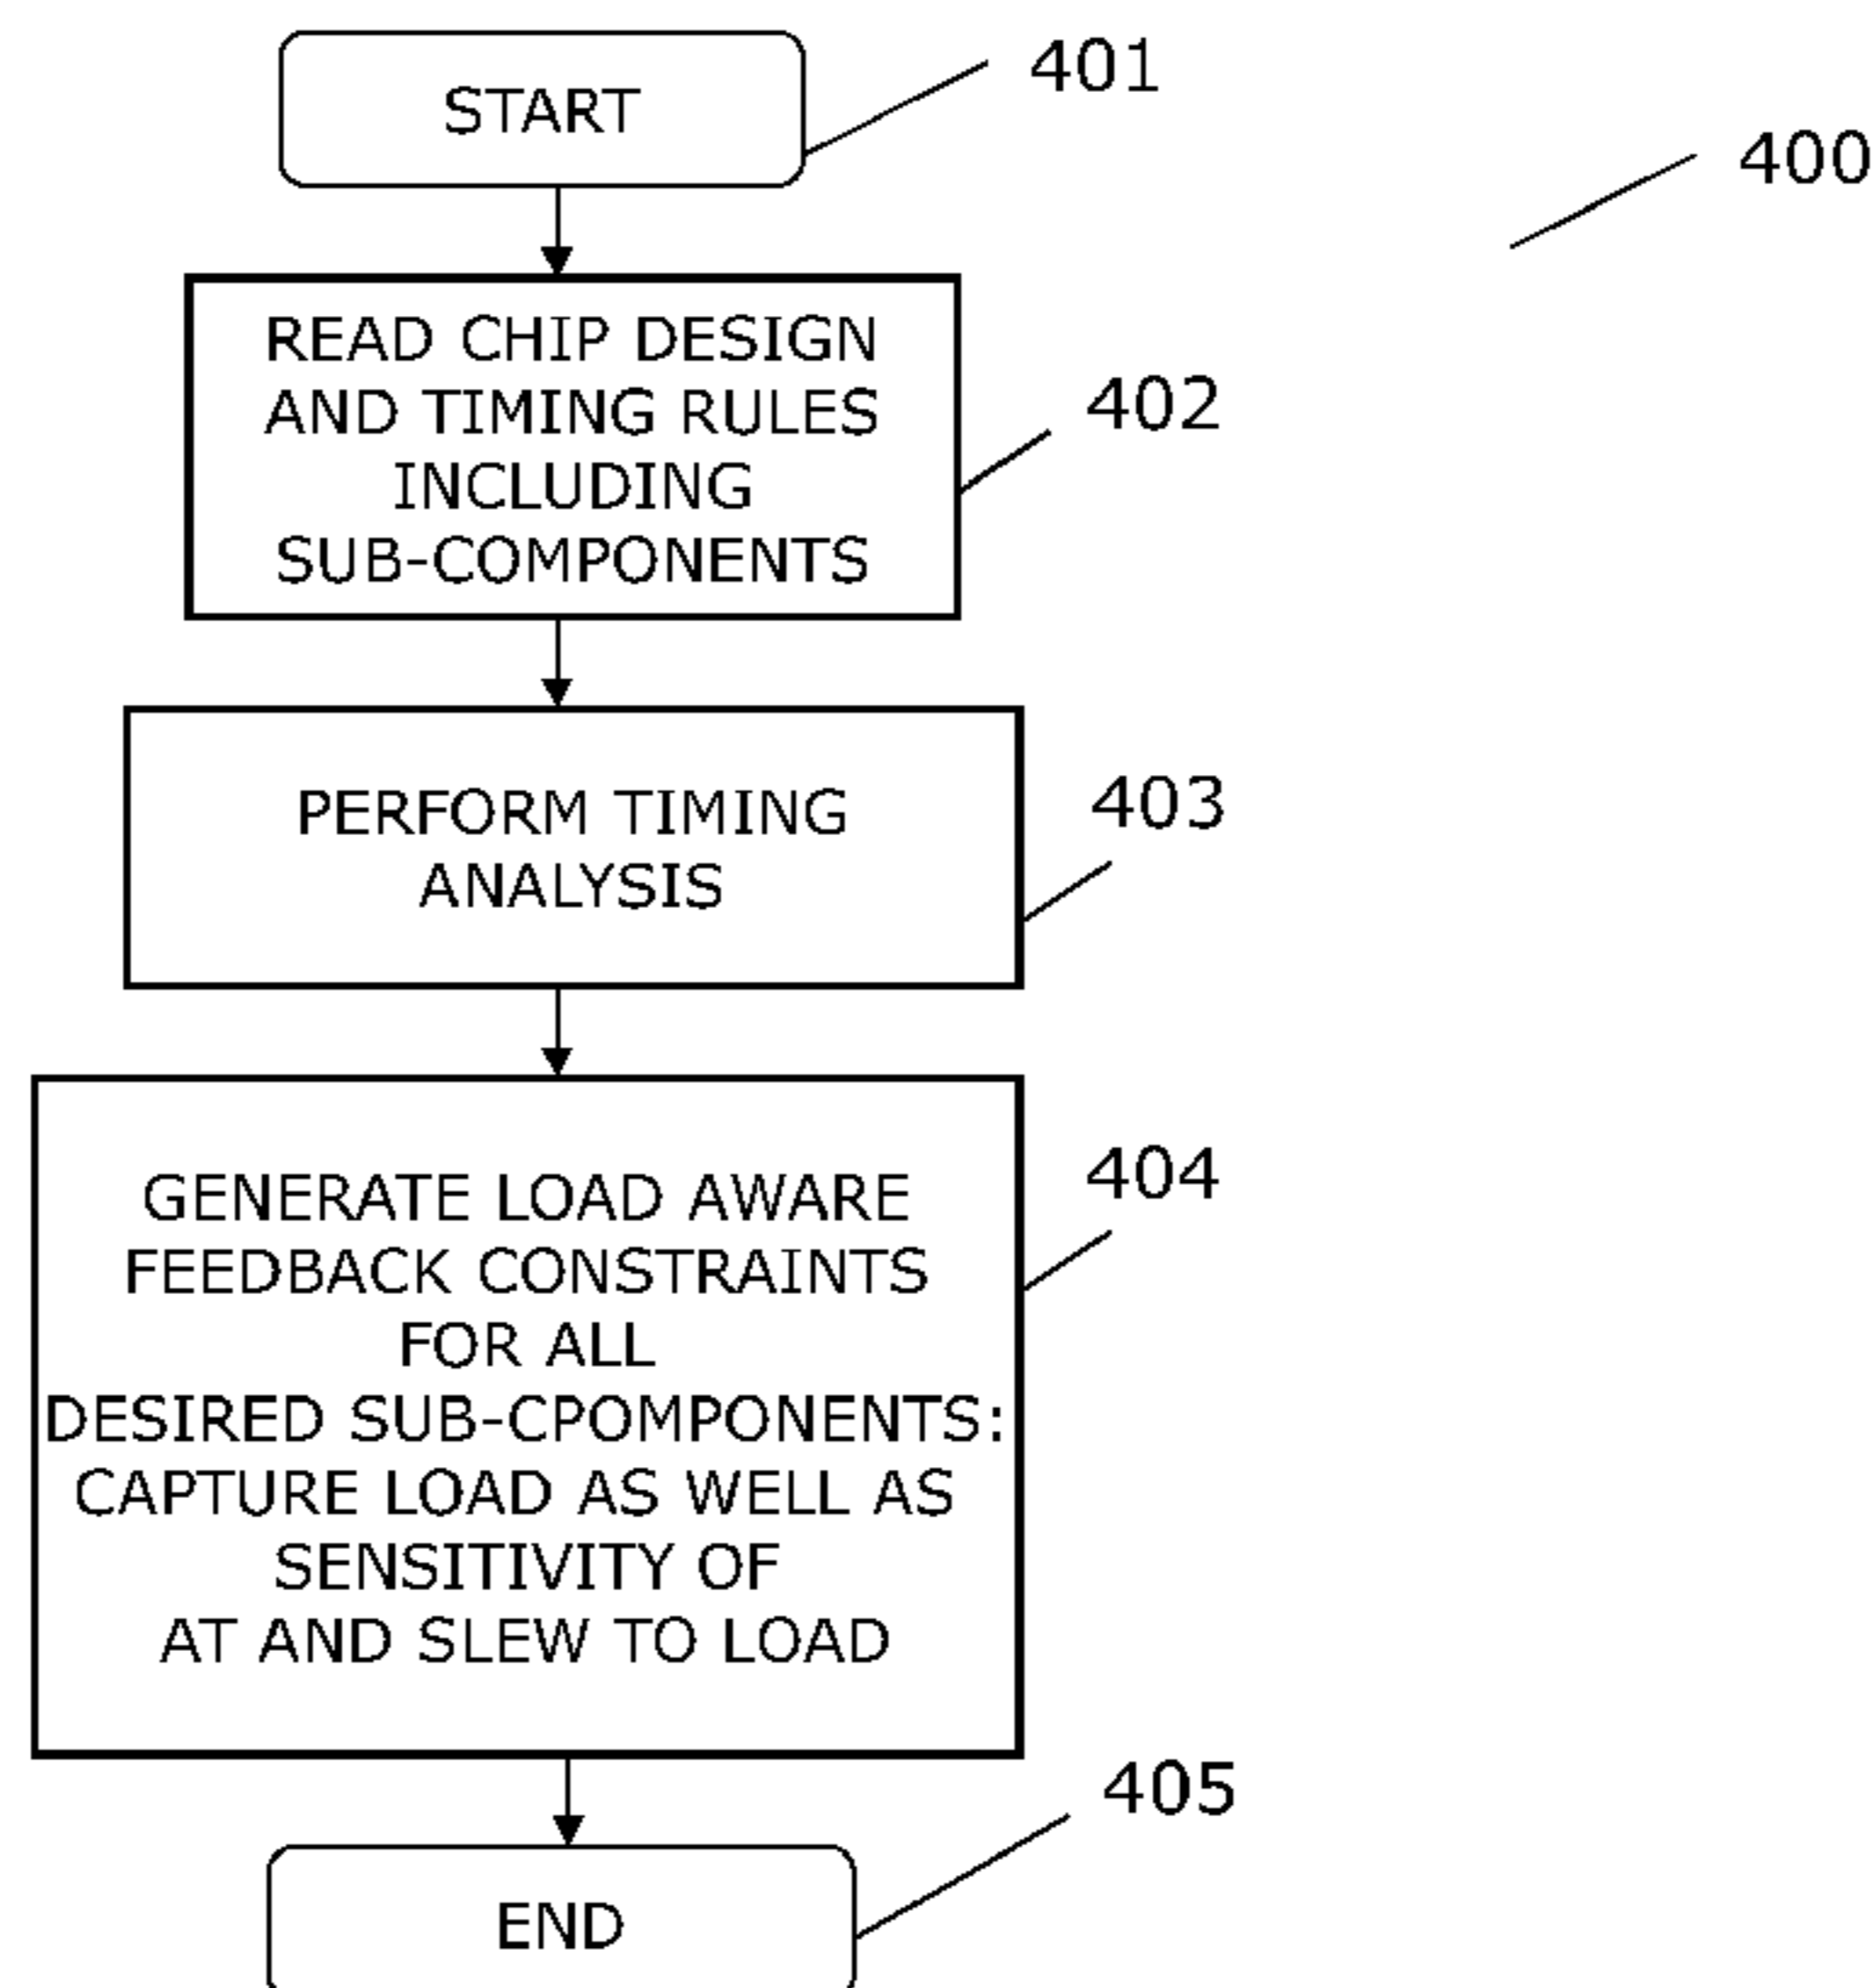 START
401
400
READ CHIP DESIGN
AND TIMING RULES
INCLUDING
SUB-COMPONENTS
402
PERFORM TIMING
ANALYSIS
403
GENERATE LOAD AWARE
FEEDBACK CONSTRAINTS
FOR ALL
DESIRED SUB-CPOMPONENTS:
CAPTURE LOAD AS WELL AS
SENSITIVITY OF
AT AND SLEW TO LOAD
404
END
405